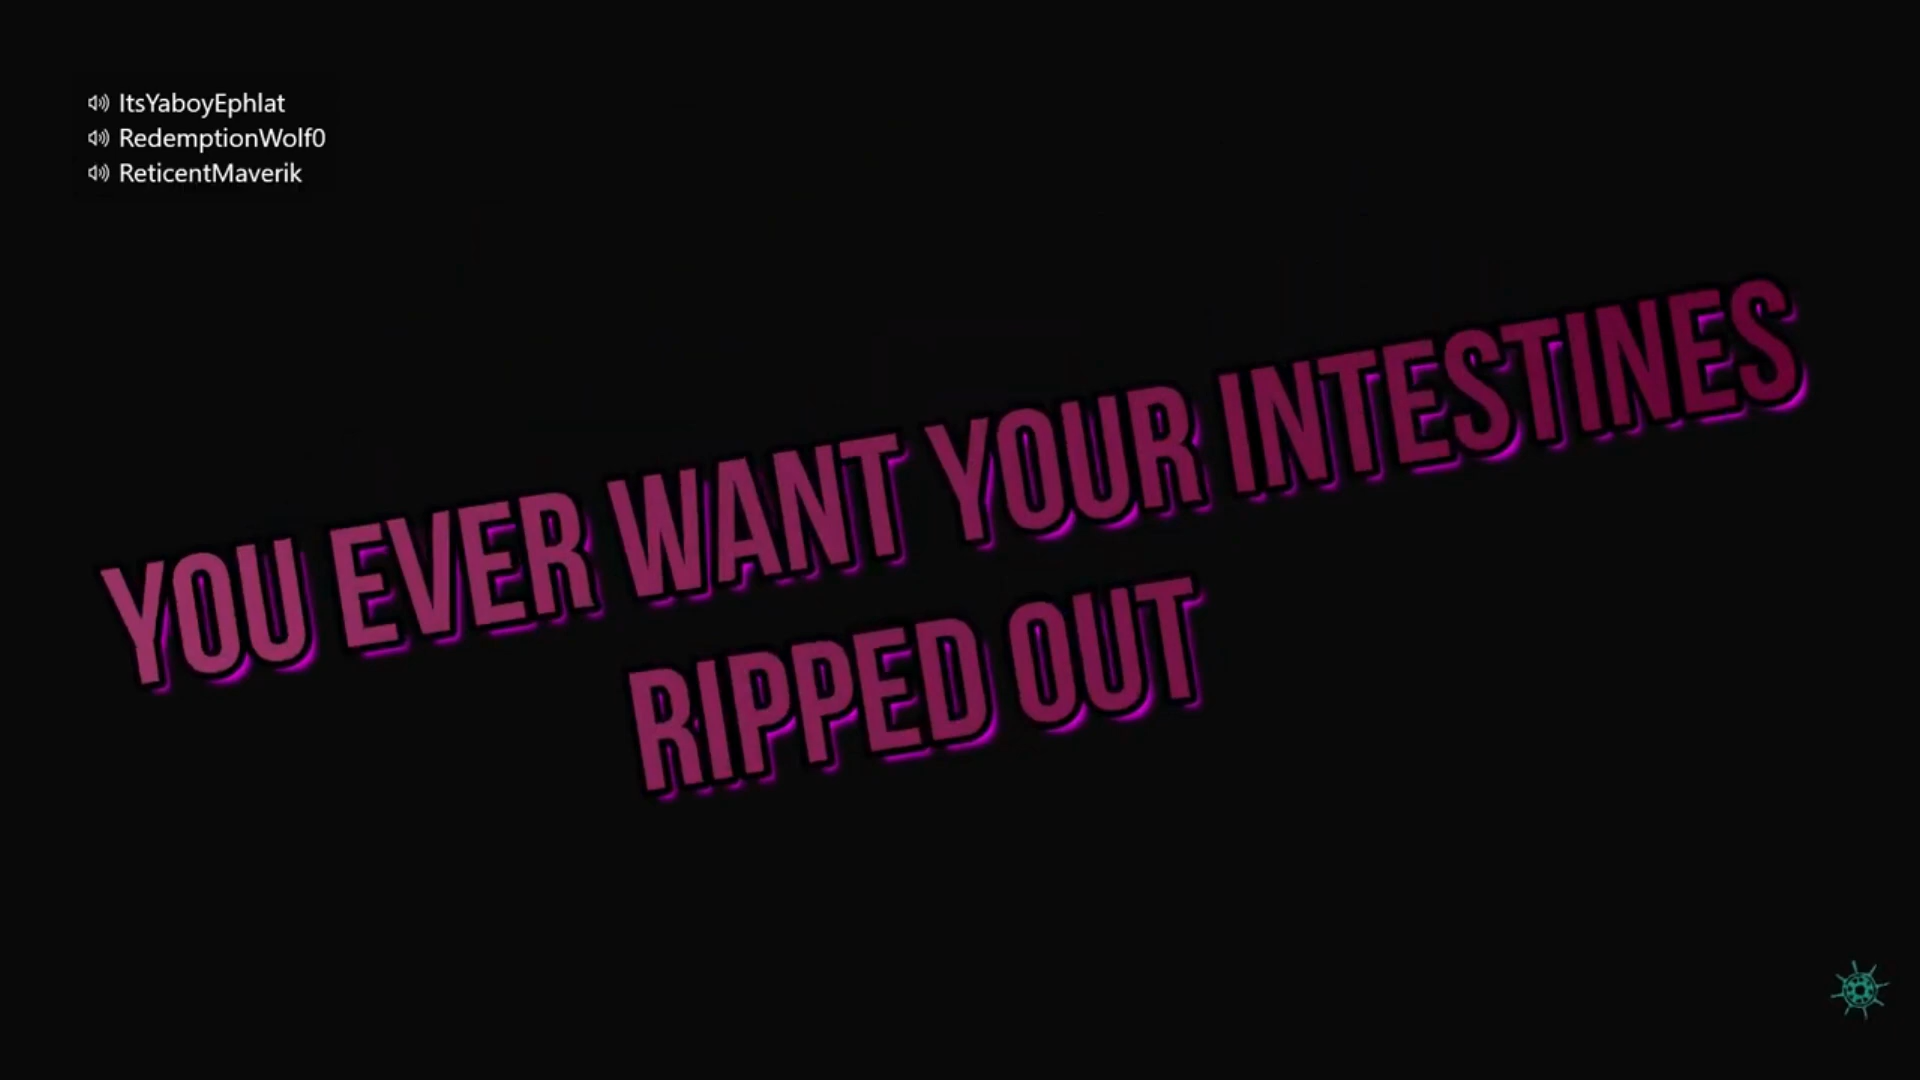 ItsYaboyEphlat
RedemptionWolf0
ReticentMaverik
YOU EVER WANT YOUR INTESTINES
RIPPED OUT